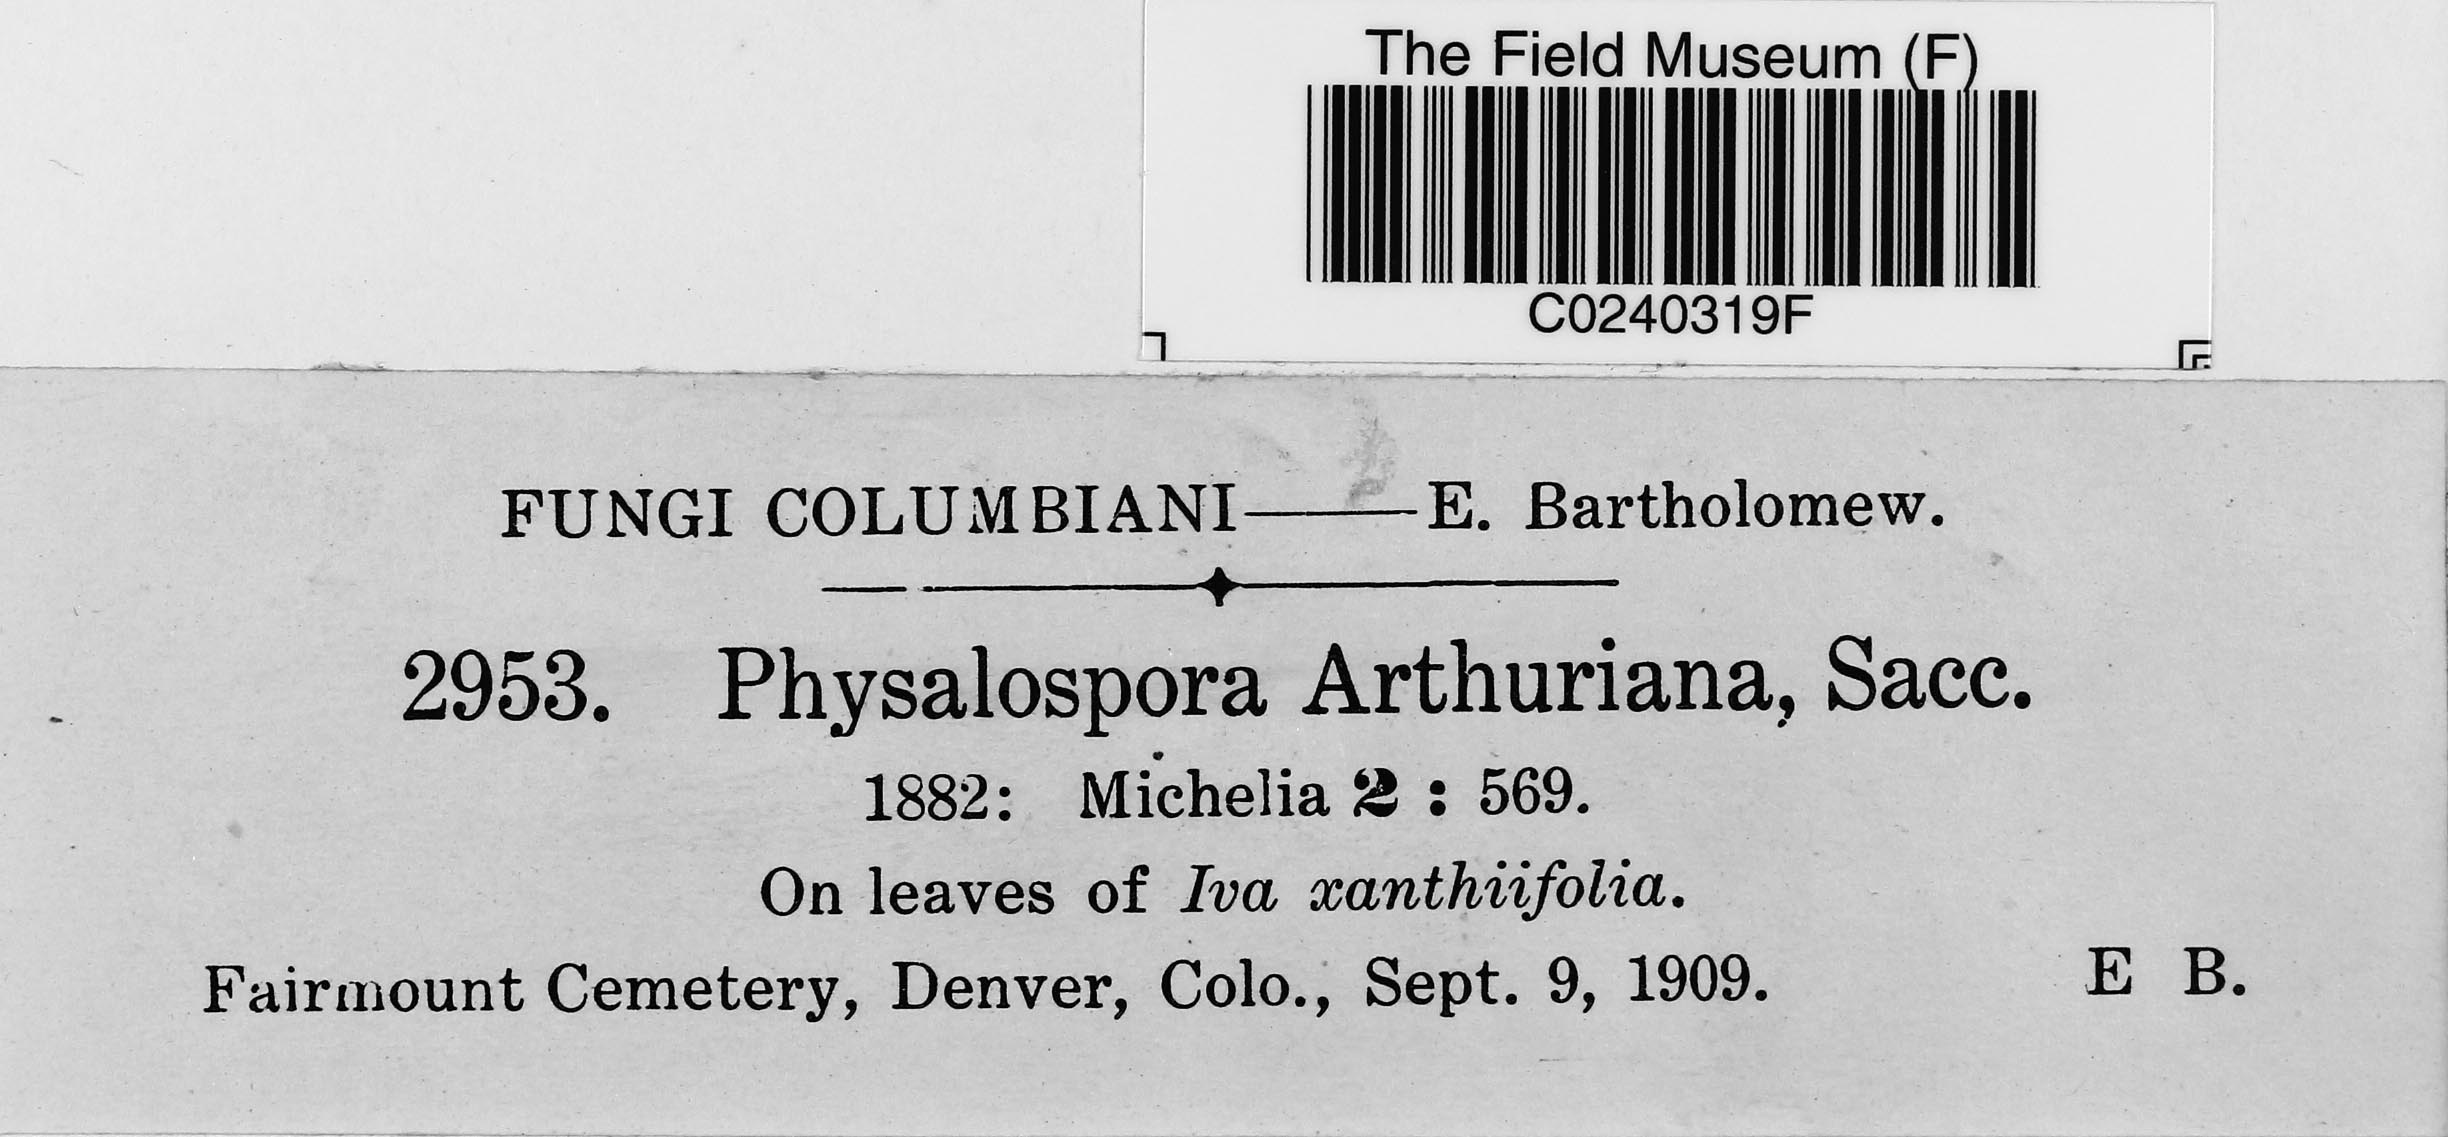 The Field Museum (F)
C0240319F
FUNGI COLUMBIANI——E. Bartholomew.
2953. Physalospora Arthuriana, Sacc.
1882: Michelia 2 : 569.
On leaves of Iva xanthiifolia.
Fairmount Cemetery, Denver, Colo., Sept. 9, 1909. E B.